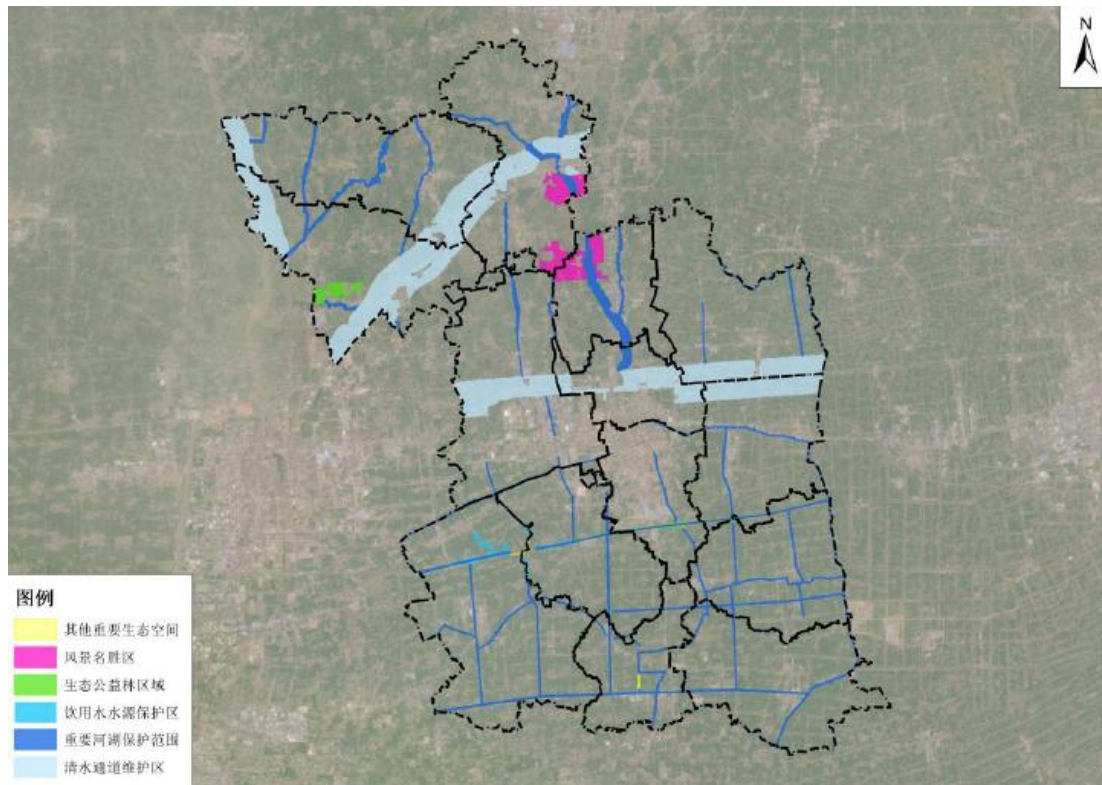 N
图例
其他重要生态空间
风景名胜区
生态公益林区域
饮用水水源保护区
重要河湖保护范围
清水通道维护区